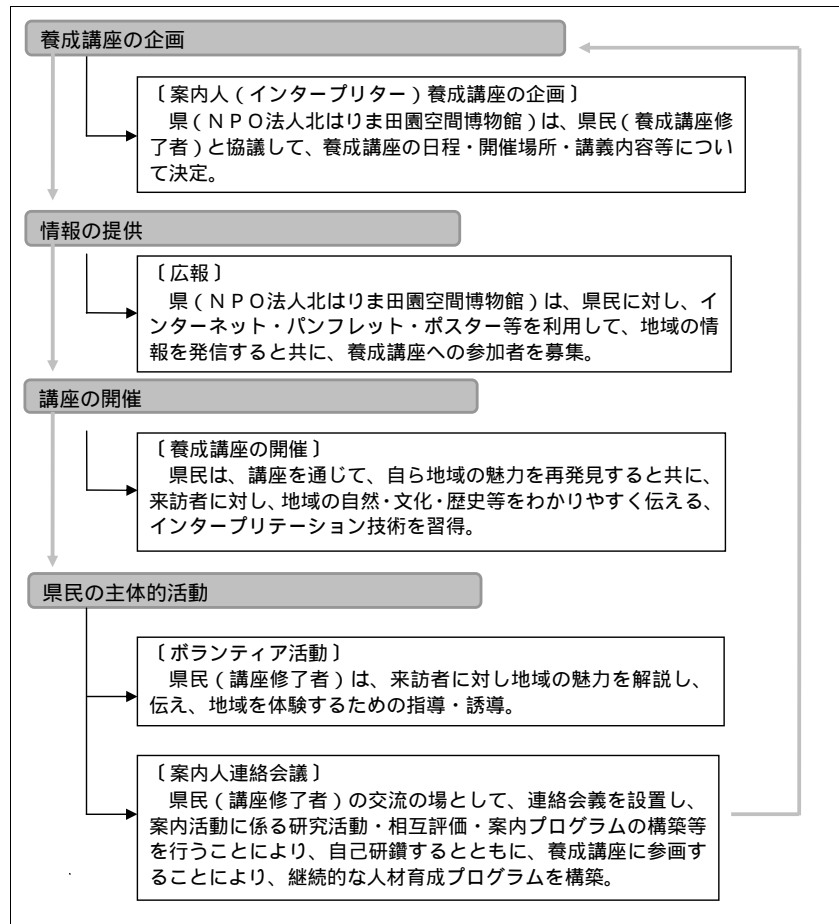 養成講座の企画
〔案内人（インタープリター）養成講座の企画〕
県（ＮＰＯ法人北はりま田園空間博物館）は、県民（養成講座修
了者）と協議して、養成講座の日程・開催場所・講義内容等につい
て決定。
情報の提供
〔広報〕
県（ＮＰＯ法人北はりま田園空間博物館）は、県民に対し、イ
ンターネット・パンフレット・ポスター等を利用して、地域の情
報を発信すると共に、養成講座への参加者を募集。
講座の開催
〔養成講座の開催〕
県民は、講座を通じて、自ら地域の魅力を再発見すると共に、
来訪者に対し、地域の自然・文化・歴史等をわかりやすく伝える、
インタープリテーション技術を習得。
県民の主体的活動
〔ボランティア活動〕
県民（講座修了者）は、来訪者に対し地域の魅力を解説し、
伝え、地域を体験するための指導・誘導。
〔案内人連絡会議〕
県民（講座修了者）の交流の場として、連絡会義を設置し、
案内活動に係る研究活動・相互評価・案内プログラムの構築等
を行うことにより、自己研鑽するとともに、養成講座に参画す
ることにより、継続的な人材育成プログラムを構築。